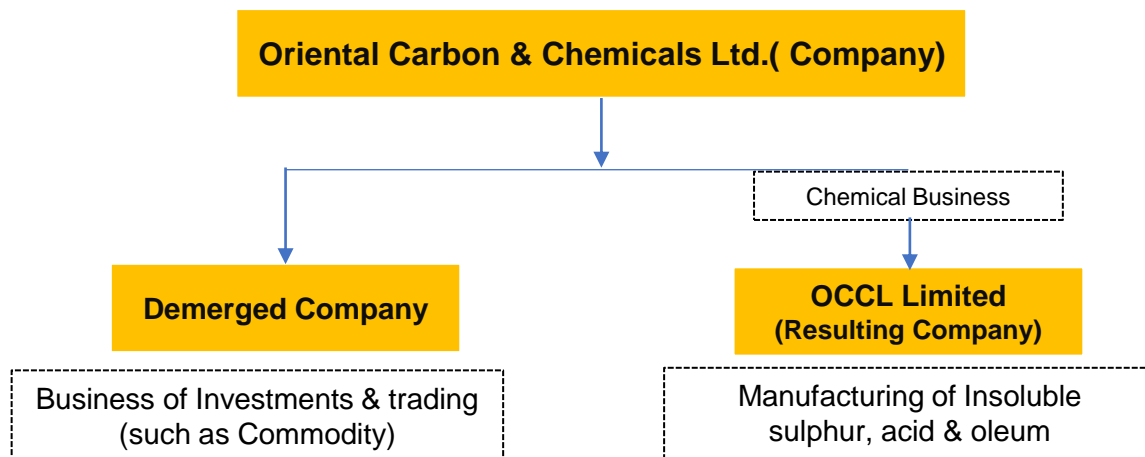 Oriental Carbon & Chemicals Ltd.( Company)
Chemical Business
Demerged Company
OCCL Limited
(Resulting Company)
Business of Investments & trading
(such as Commodity)
Manufacturing of Insoluble
sulphur, acid & oleum